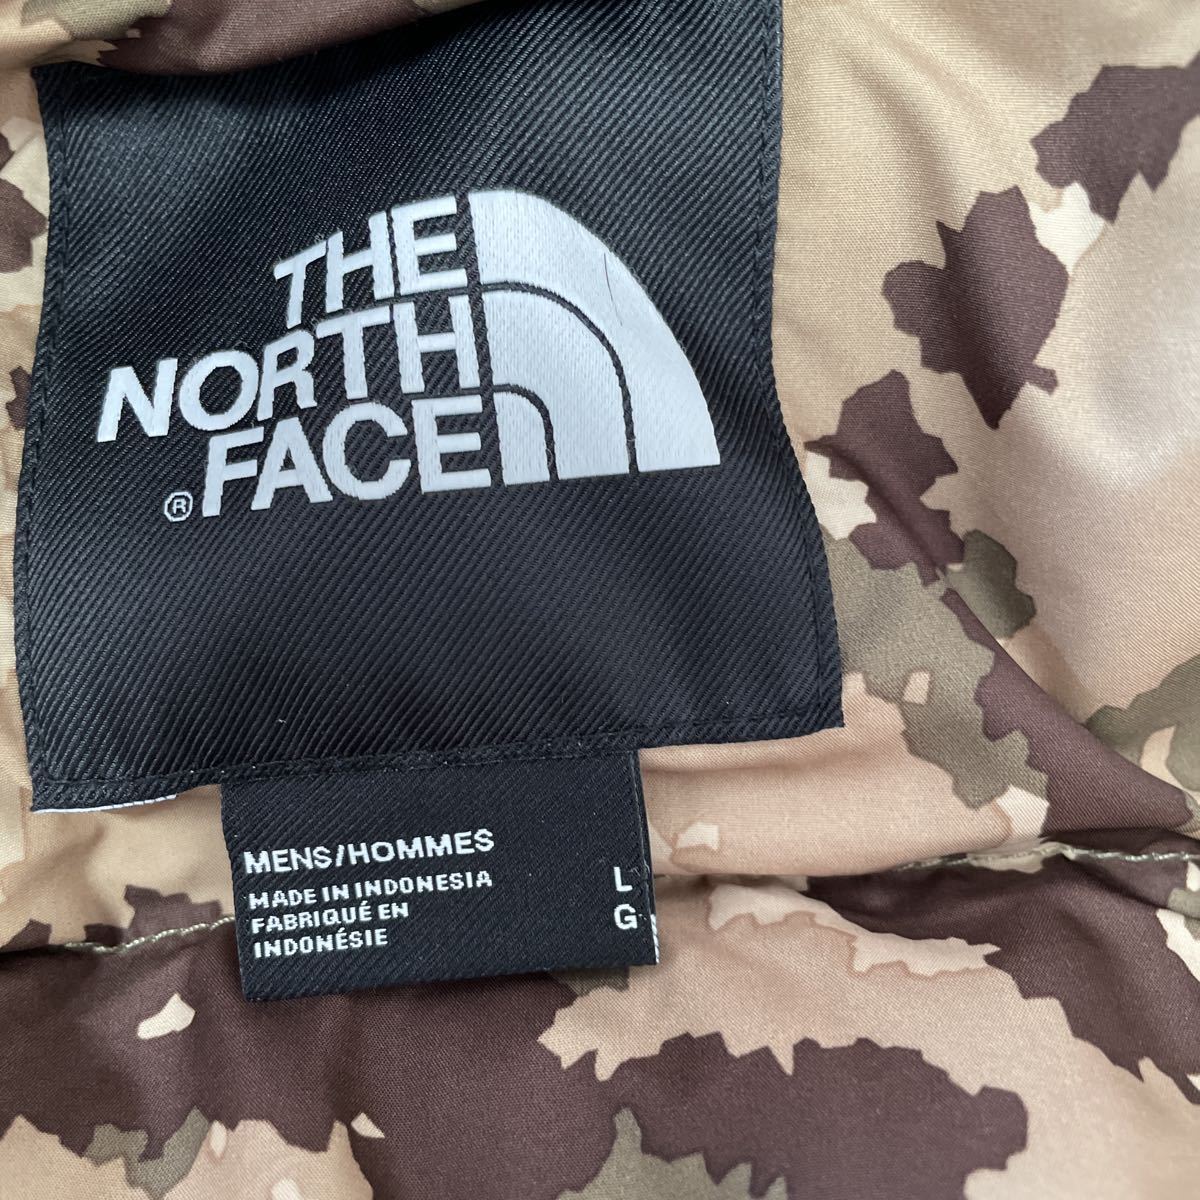 THE
NORTH
FACE
®
MENS/HOMMES
MADE IN INDONESIA
FABRIQUÉ EN
INDONÉSIE
L
G